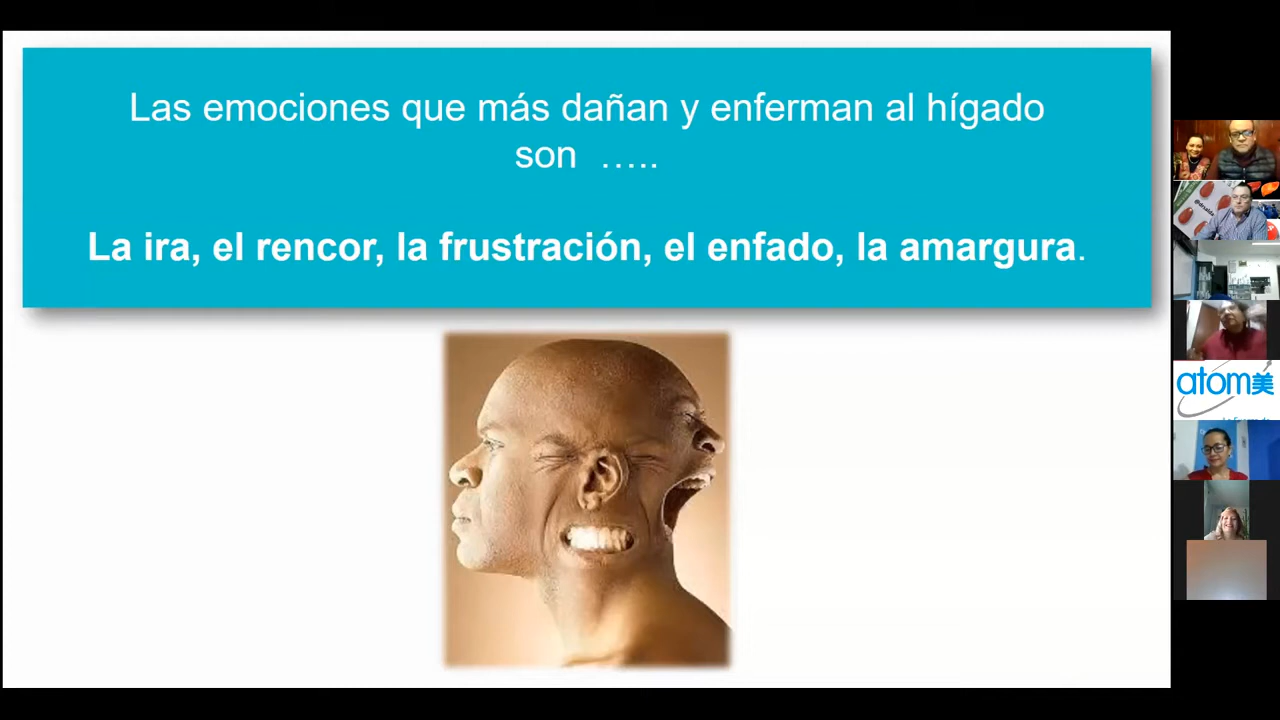 Las emociones que más dañan y enferman al hígado
son .....
La ira, el rencor, la frustración, el enfado, la amargura.
atom美